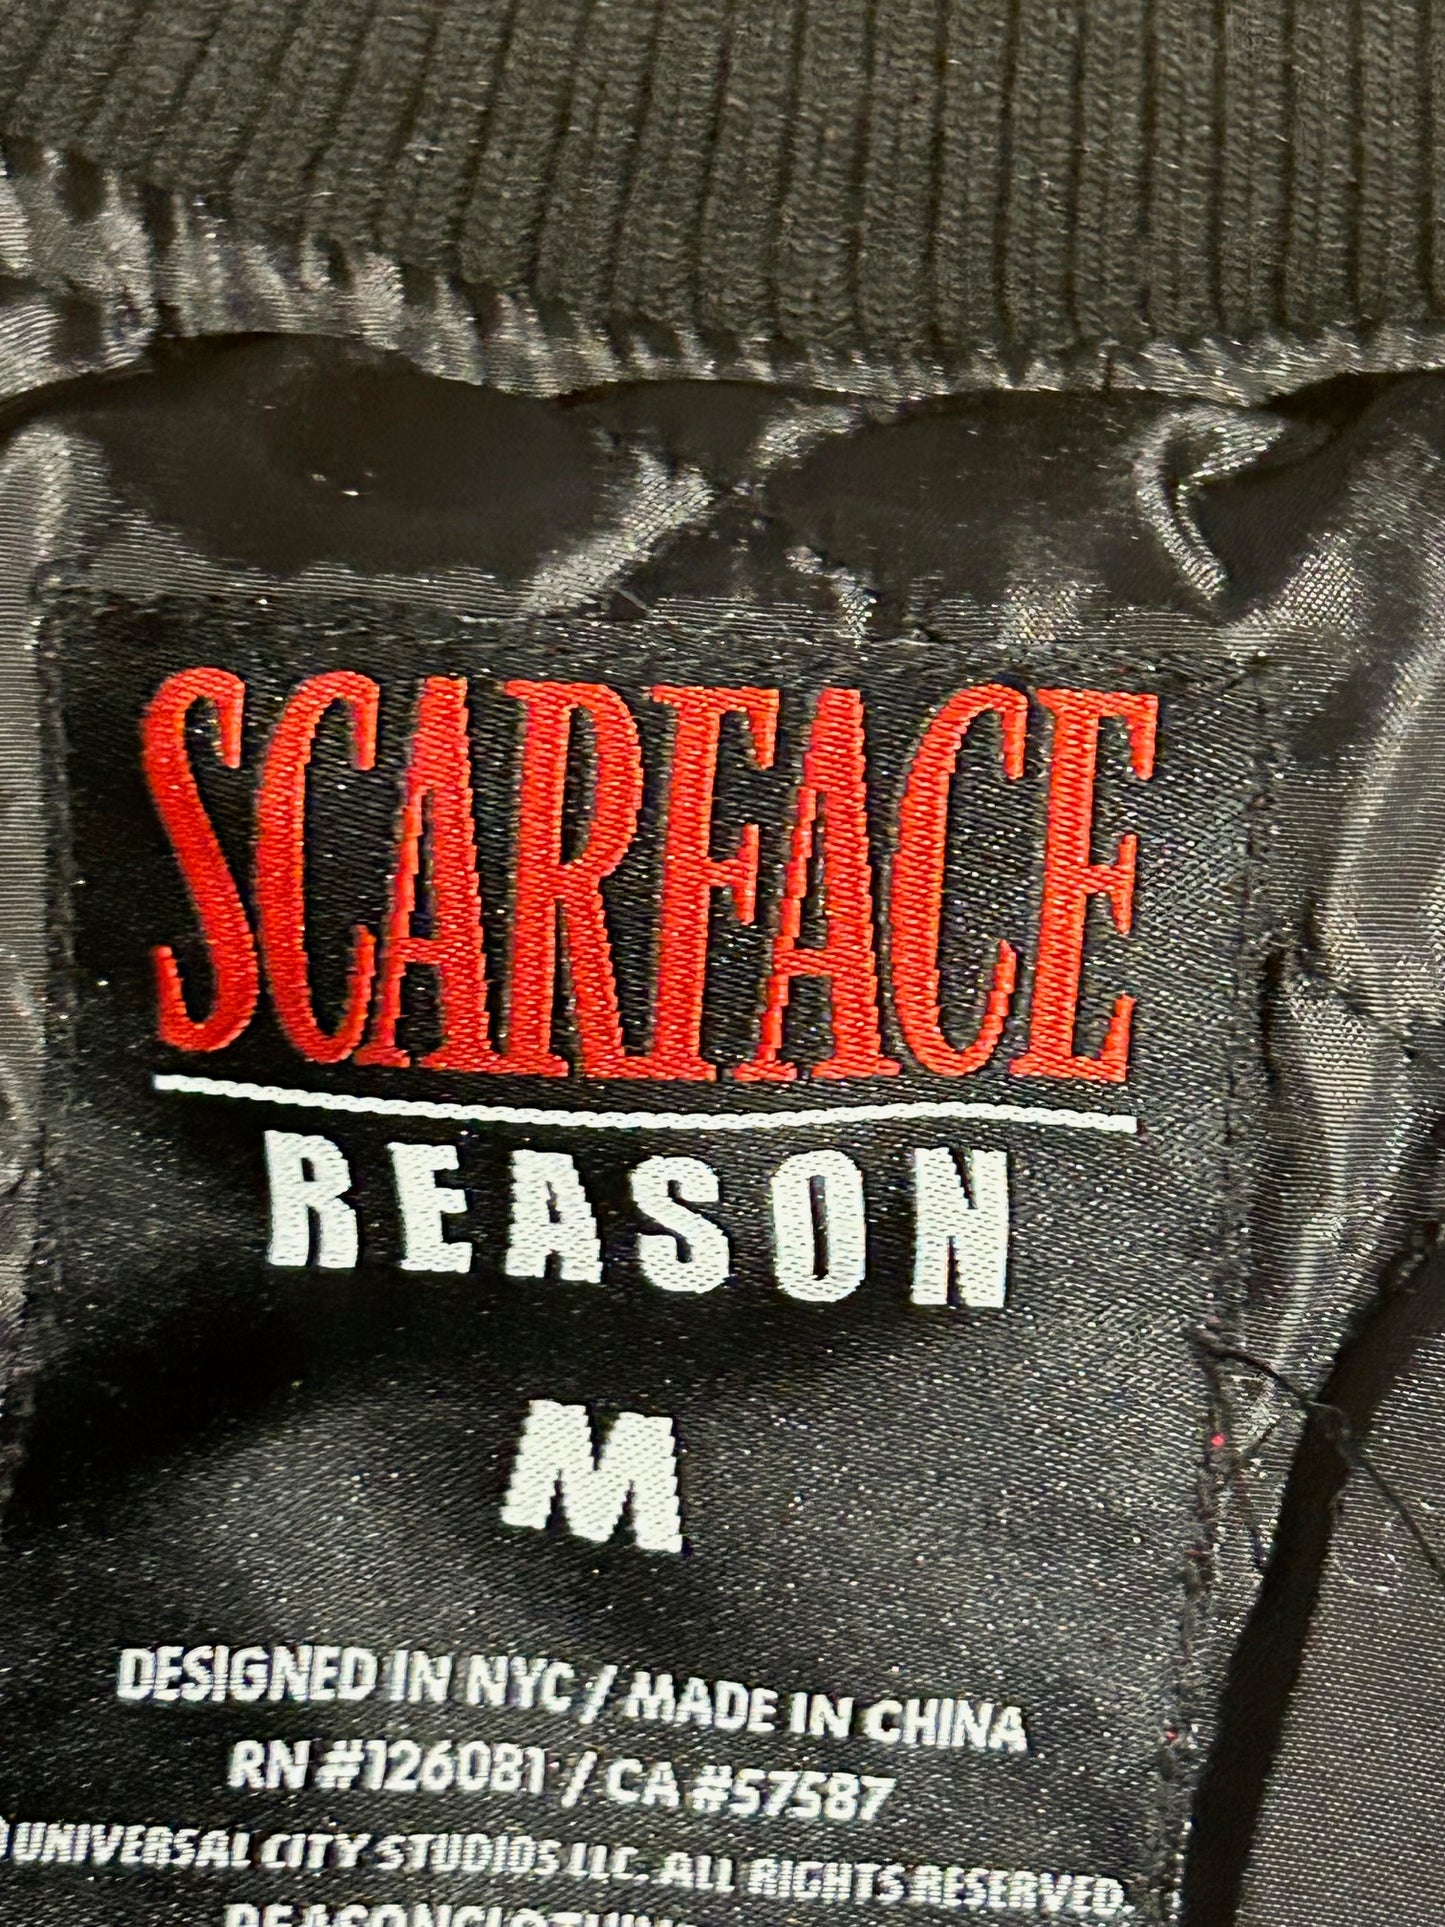 SCARFACE
REASON
M
DESIGNED IN NYC / MADE IN CHINA
RN #126081 / CA #57587
UNIVERSAL CITY STUDIOS LLC. ALL RIGHTS RESERVED.